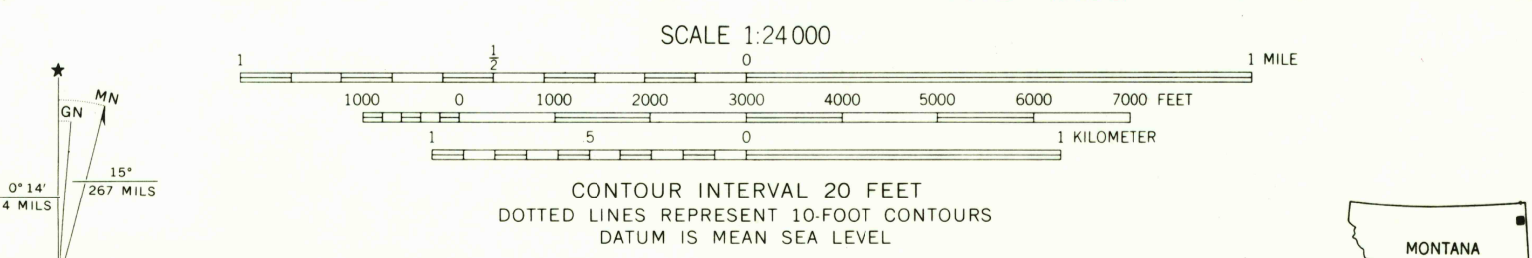 SCALE 1:24 000
1 ½ 0 1 MILE
1000 0 1000 2000 3000 4000 5000 6000 7000 FEET
1 .5 0 1 KILOMETER
CONTOUR INTERVAL 20 FEET
DOTTED LINES REPRESENT 10-FOOT CONTOURS
DATUM IS MEAN SEA LEVEL
★
MN
GN
15°
267 MILS
0°14′
4 MILS
MONTANA